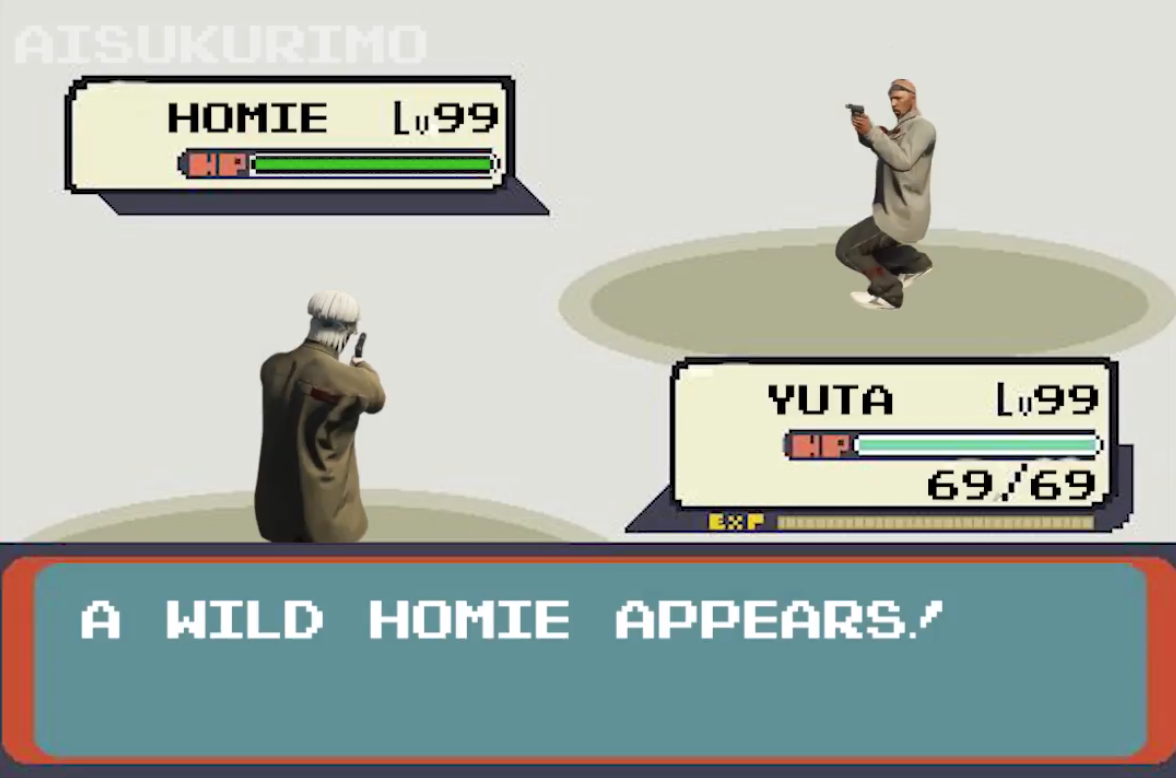 AISUKURIMO
HOMIE Lv99
HP
YUTA Lv99
HP
69/69
EXP
A WILD HOMIE APPEARS!